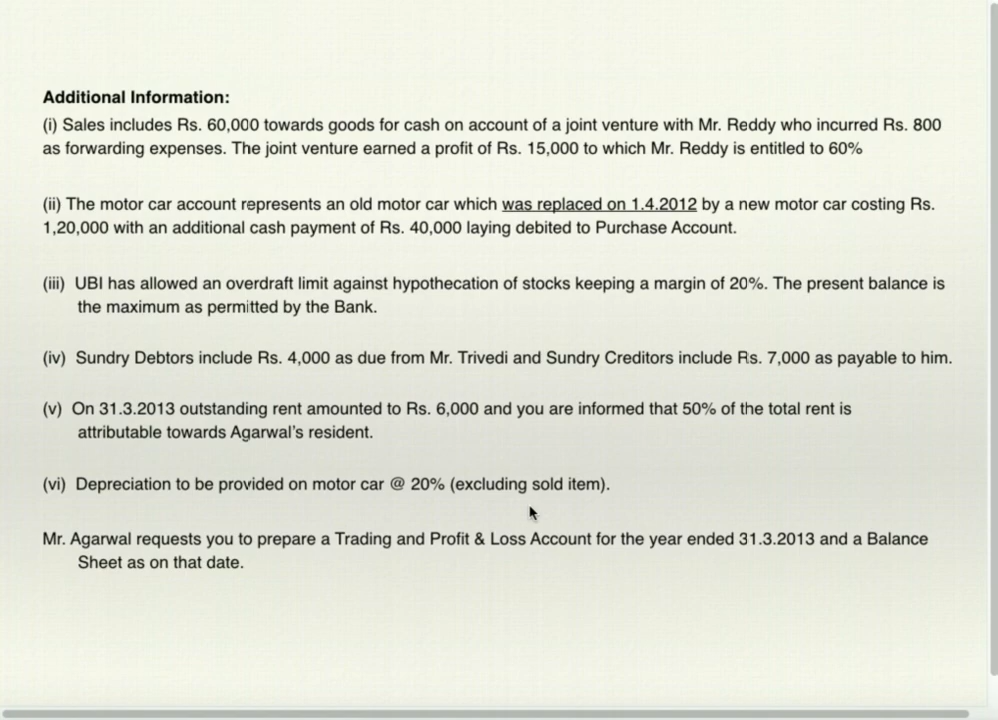 Additional Information:
(i) Sales includes Rs. 60,000 towards goods for cash on account of a joint venture with Mr. Reddy who incurred Rs. 800
as forwarding expenses. The joint venture earned a profit of Rs. 15,000 to which Mr. Reddy is entitled to 60%
(ii) The motor car account represents an old motor car which was replaced on 1.4.2012 by a new motor car costing Rs.
1,20,000 with an additional cash payment of Rs. 40,000 laying debited to Purchase Account.
(iii) UBI has allowed an overdraft limit against hypothecation of stocks keeping a margin of 20%. The present balance is
the maximum as permitted by the Bank.
(iv) Sundry Debtors include Rs. 4,000 as due from Mr. Trivedi and Sundry Creditors include Rs. 7,000 as payable to him.
(v) On 31.3.2013 outstanding rent amounted to Rs. 6,000 and you are informed that 50% of the total rent is
attributable towards Agarwal's resident.
(vi) Depreciation to be provided on motor car @ 20% (excluding sold item).
Mr. Agarwal requests you to prepare a Trading and Profit & Loss Account for the year ended 31.3.2013 and a Balance
Sheet as on that date.